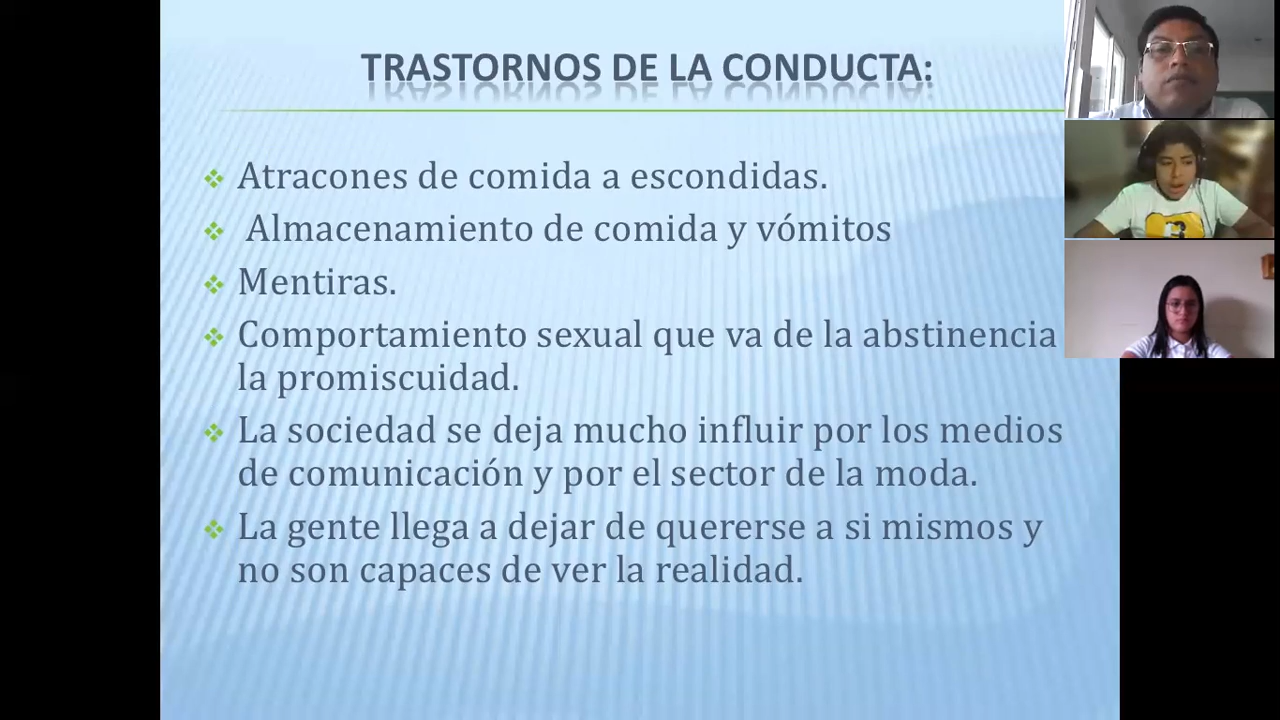 TRASTORNOS DE LA CONDUCTA:
Atracones de comida a escondidas.
Almacenamiento de comida y vómitos
Mentiras.
Comportamiento sexual que va de la abstinencia
la promiscuidad.
La sociedad se deja mucho influir por los medios
de comunicación y por el sector de la moda.
La gente llega a dejar de quererse a si mismos y
no son capaces de ver la realidad.